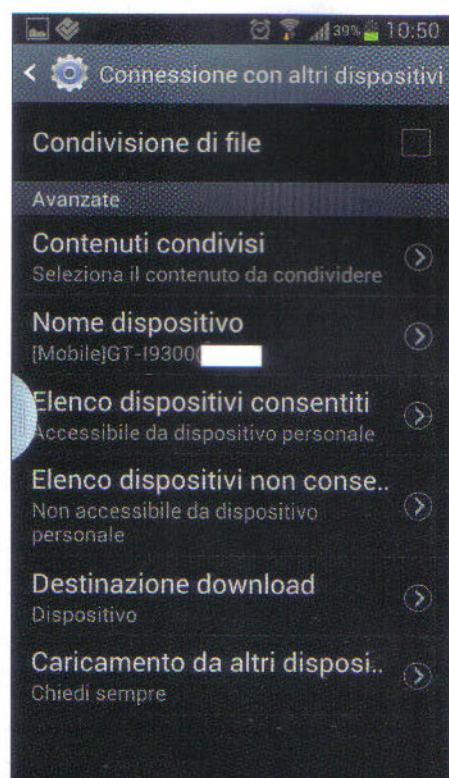 39% 10:50
Connessione con altri dispositivi
Condivisione di file
Avanzate
Contenuti condivisi
Seleziona il contenuto da condividere
Nome dispositivo
[Mobile]GT-I9300(
Elenco dispositivi consentiti
Accessibile da dispositivo personale
Elenco dispositivi non conse..
Non accessibile da dispositivo
personale
Destinazione download
Dispositivo
Caricamento da altri disposi..
Chiedi sempre